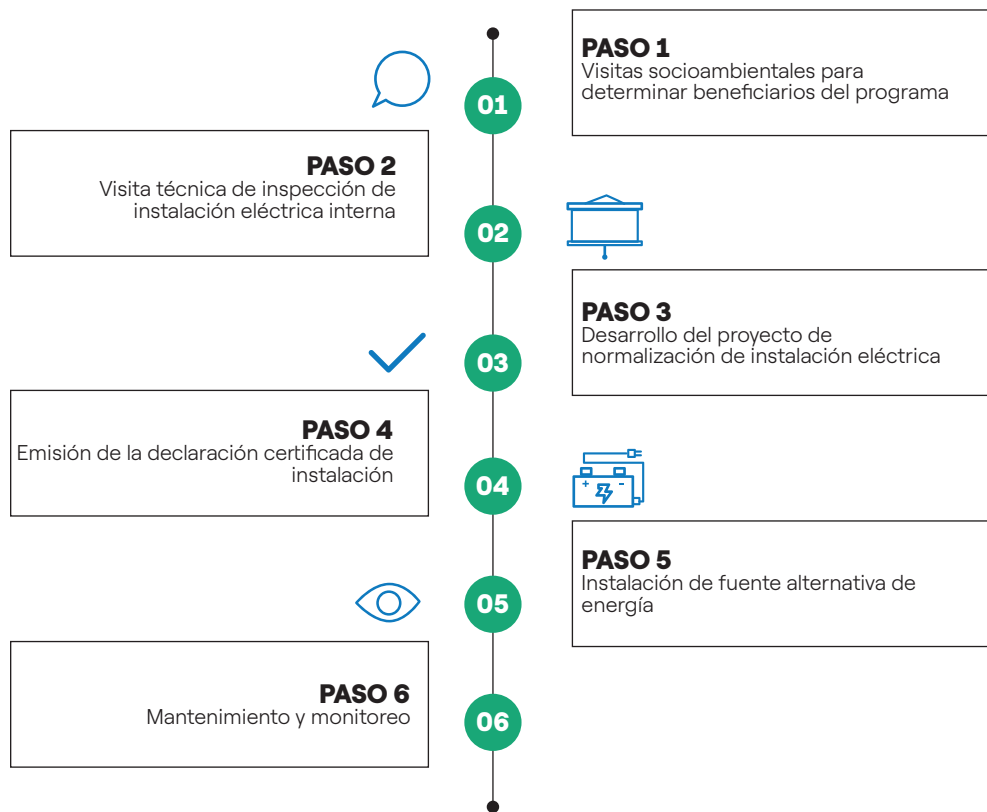 01
PASO 1
Visitas socioambientales para
determinar beneficiarios del programa
PASO 2
Visita técnica de inspección de
instalación eléctrica interna
02
PASO 3
Desarrollo del proyecto de
normalización de instalación eléctrica
03
PASO 4
Emisión de la declaración certificada de
instalación
04
+ -
PASO 5
Instalación de fuente alternativa de
energía
05
PASO 6
Mantenimiento y monitoreo
06